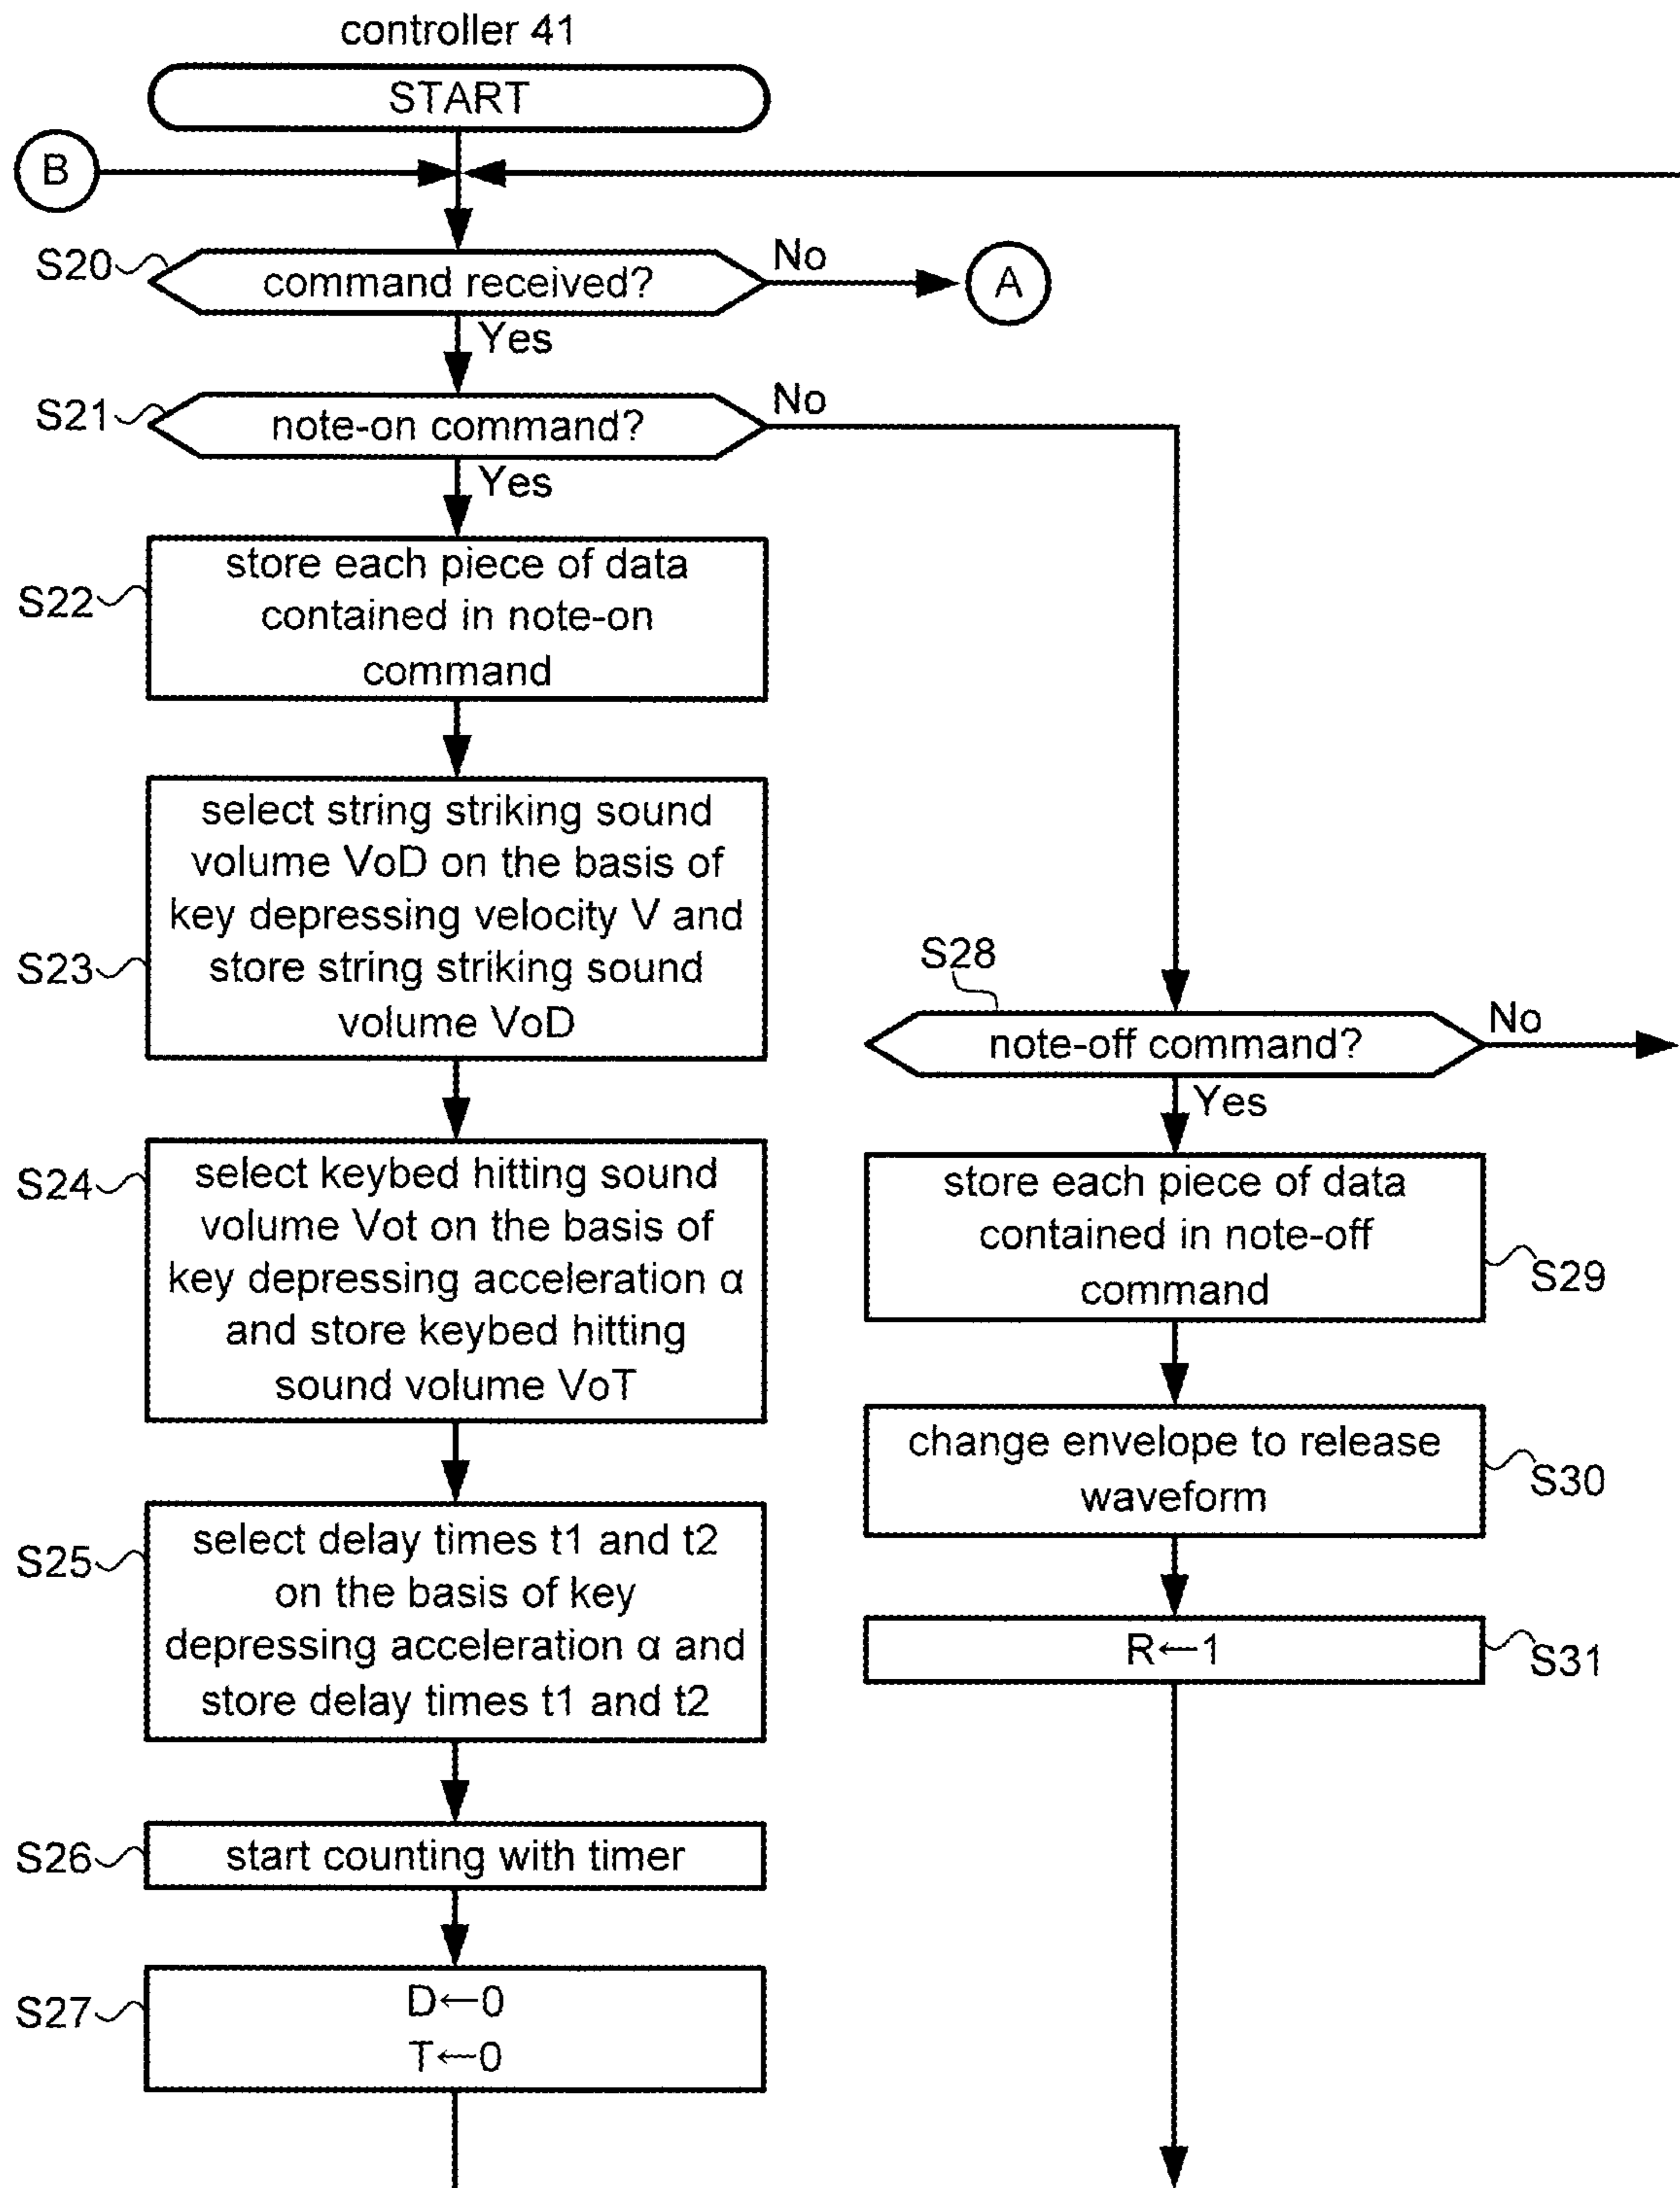 controller 41
START
B
S20
command received?
No
A
Yes
S21
note-on command?
No
Yes
S22
store each piece of data
contained in note-on
command
S23
select string striking sound
volume VoD on the basis of
key depressing velocity V and
store string striking sound
volume VoD
S24
select keybed hitting sound
volume Vot on the basis of
key depressing acceleration α
and store keybed hitting
sound volume VoT
S25
select delay times t1 and t2
on the basis of key
depressing acceleration α and
store delay times t1 and t2
S26
start counting with timer
S27
D←0
T←0
S28
note-off command?
No
Yes
store each piece of data
contained in note-off
command
S29
change envelope to release
waveform
S30
R←1
S31